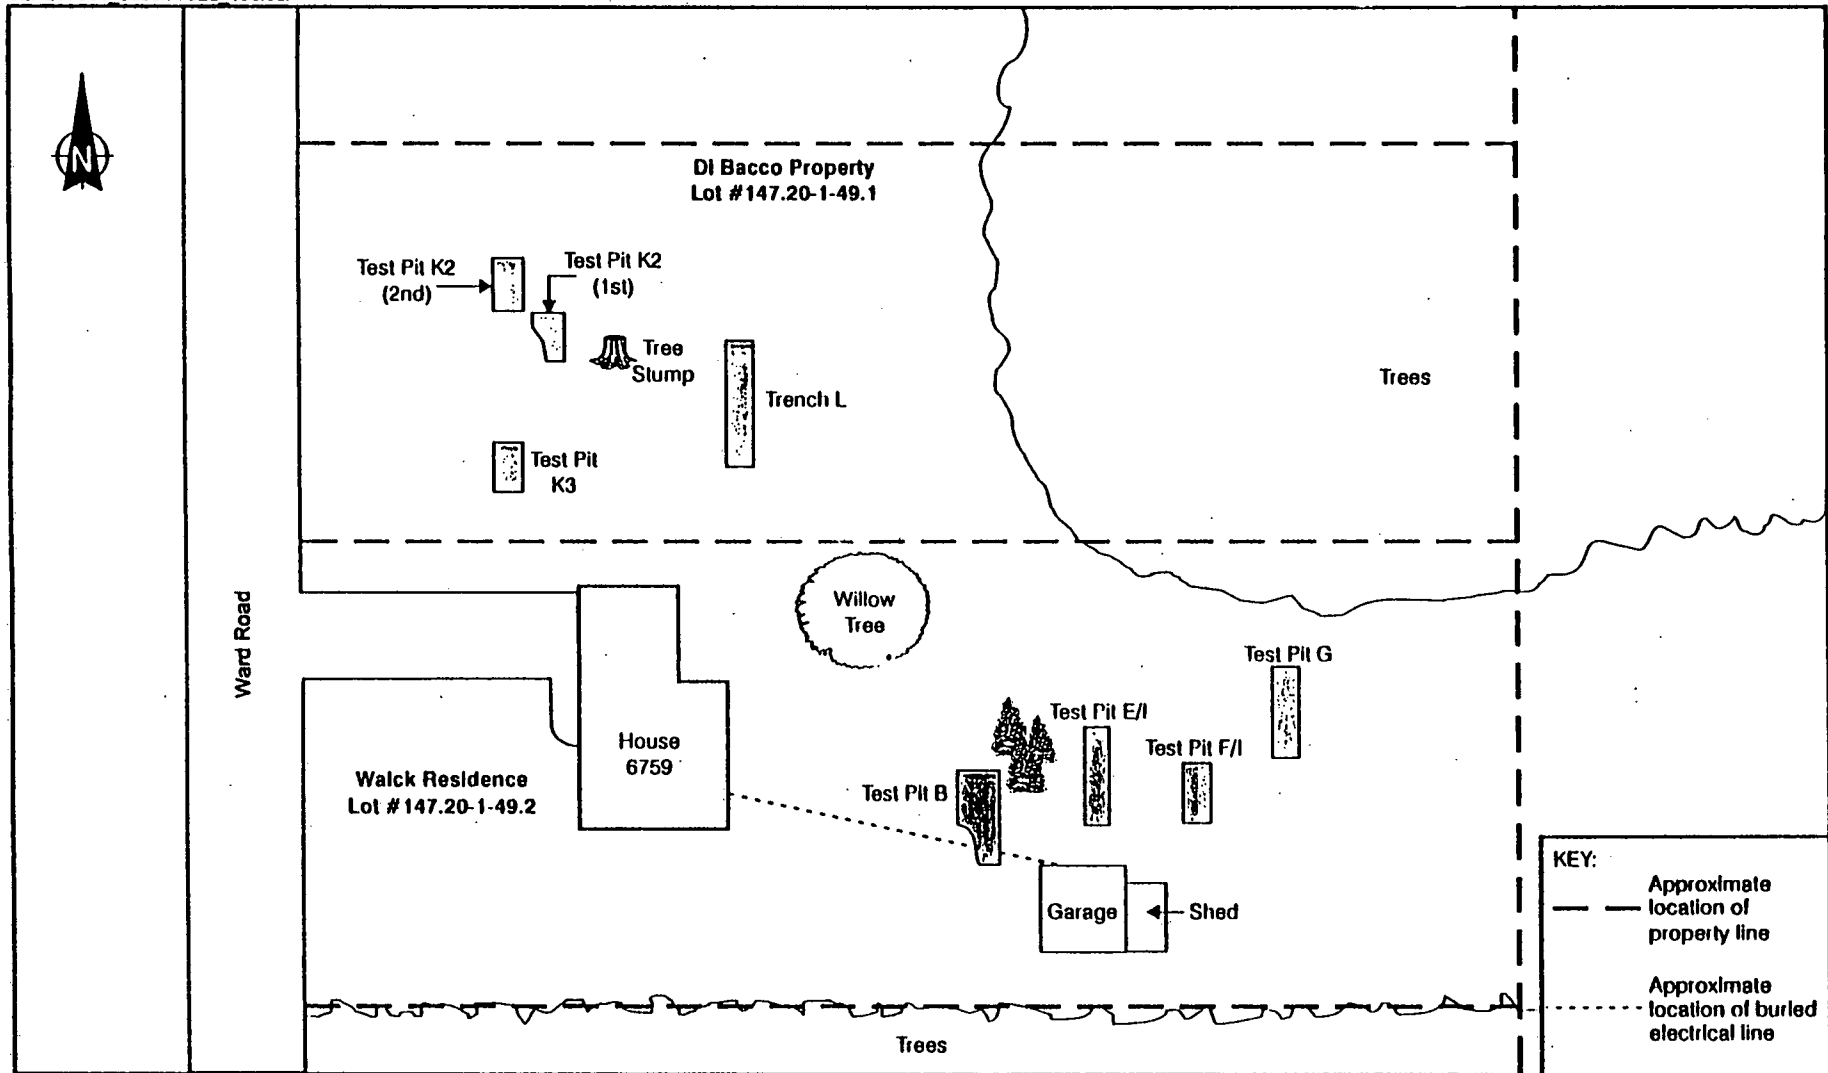 N
Di Bacco Property
Lot #147.20-1-49.1
Test Pit K2
(2nd)
Test Pit K2
(1st)
Tree
Stump
Trench L
Trees
Test Pit
K3
Willow
Tree
Ward Road
Test Pit G
Test Pit E/I
Test Pit F/I
House
6759
Walck Residence
Lot #147.20-1-49.2
Test Pit B
Garage
Shed
Trees
KEY:
Approximate
location of
property line
Approximate
location of buried
electrical line